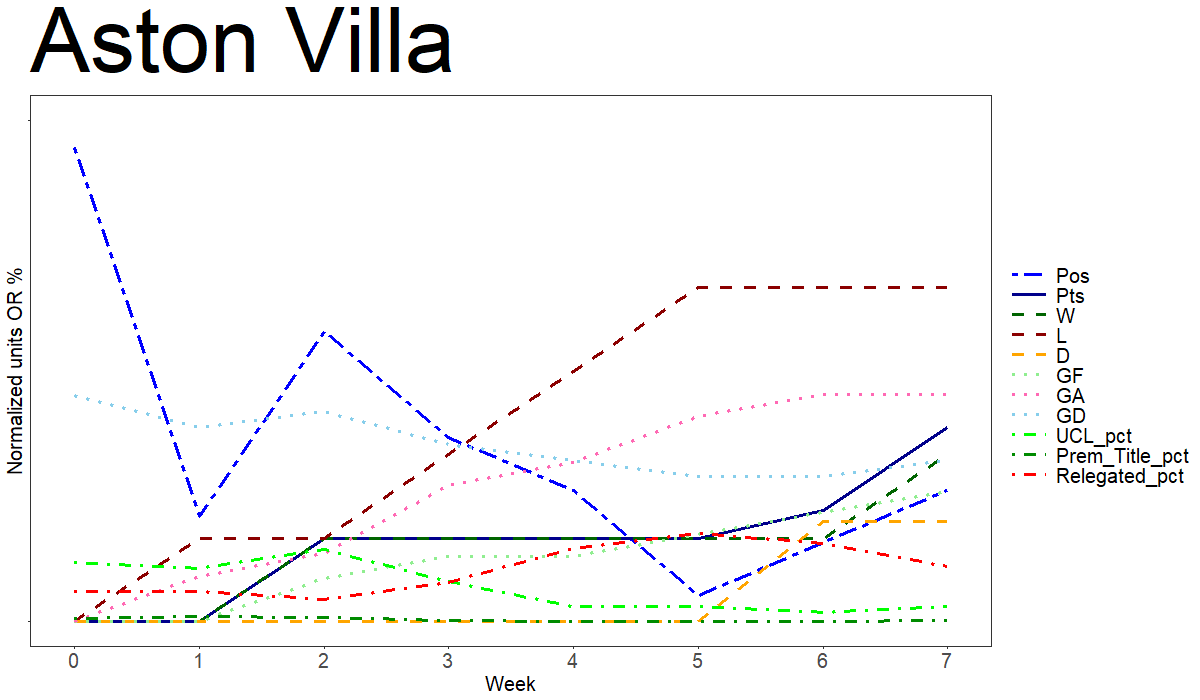 Aston Villa
Normalized units OR %
0 1 2 3 4 5 6 7
Week
Pos
Pts
W
L
D
GF
GA
GD
UCL_pct
Prem_Title_pct
Relegated_pct